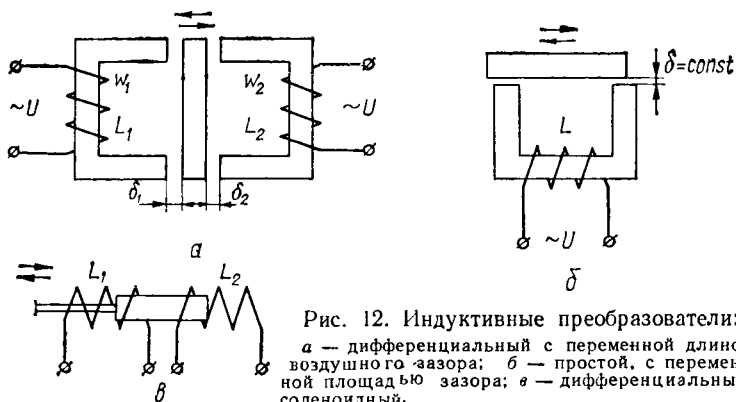 W₁
W₂
~U
L₁
L₂
~U
δ₁
δ₂
а
δ=const
L
~U
б
L₁
L₂
в
Рис. 12. Индуктивные преобразователи:
а — дифференциальный с переменной длино
воздушного зазора; б — простой, с перемен
ной площадью зазора; в — дифференциальны
соленоидный.